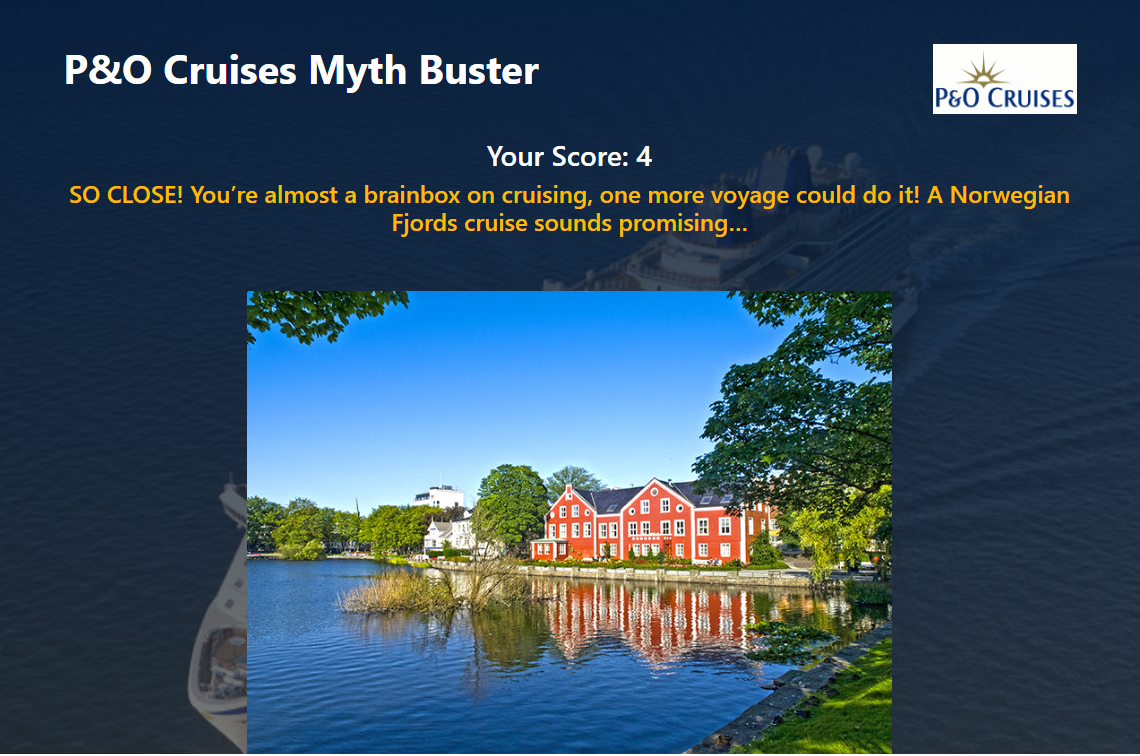 P&O Cruises Myth Buster
P&O CRUISES
Your Score: 4
SO CLOSE! You’re almost a brainbox on cruising, one more voyage could do it! A Norwegian
Fjords cruise sounds promising...